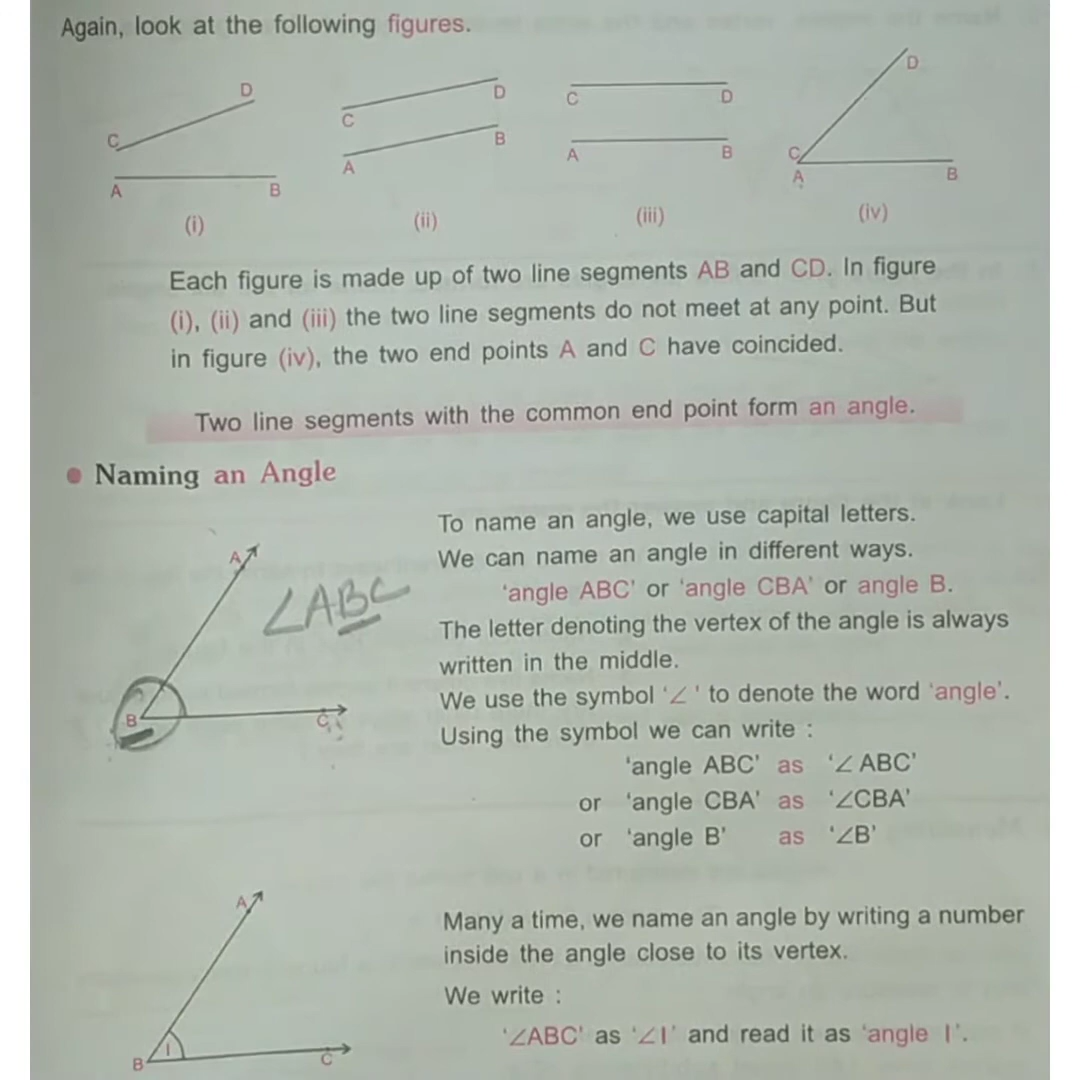 Again, look at the following figures.
D
C
A
B
(i)
D
C
B
A
(ii)
C
D
A
B
(iii)
D
C
A
B
(iv)
Each figure is made up of two line segments AB and CD. In figure
(i), (ii) and (iii) the two line segments do not meet at any point. But
in figure (iv), the two end points A and C have coincided.
Two line segments with the common end point form an angle.
• Naming an Angle
A
∠ABC
B
C
To name an angle, we use capital letters.
We can name an angle in different ways.
'angle ABC' or 'angle CBA' or angle B.
The letter denoting the vertex of the angle is always
written in the middle.
We use the symbol '∠' to denote the word 'angle'.
Using the symbol we can write :
'angle ABC' as '∠ ABC'
or 'angle CBA' as '∠CBA'
or 'angle B' as '∠B'
A
1
B
C
Many a time, we name an angle by writing a number
inside the angle close to its vertex.
We write :
'∠ABC' as '∠1' and read it as 'angle 1'.